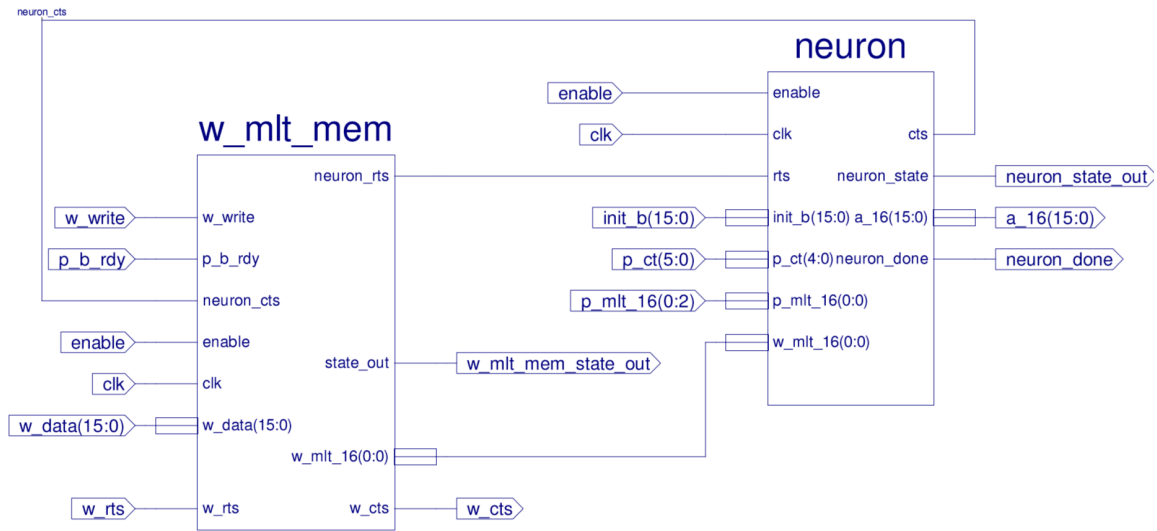 neuron_cts
neuron
enable
enable
clk
cts
clk
w_mlt_mem
neuron_rts
rts
neuron_state
neuron_state_out
w_write
w_write
init_b(15:0)
init_b(15:0)
a_16(15:0)
a_16(15:0)
p_b_rdy
p_b_rdy
p_ct(5:0)
p_ct(4:0)
neuron_done
neuron_done
neuron_cts
p_mlt_16(0:2)
p_mlt_16(0:0)
enable
enable
w_mlt_16(0:0)
state_out
w_mlt_mem_state_out
clk
clk
w_data(15:0)
w_data(15:0)
w_mlt_16(0:0)
w_rts
w_rts
w_cts
w_cts